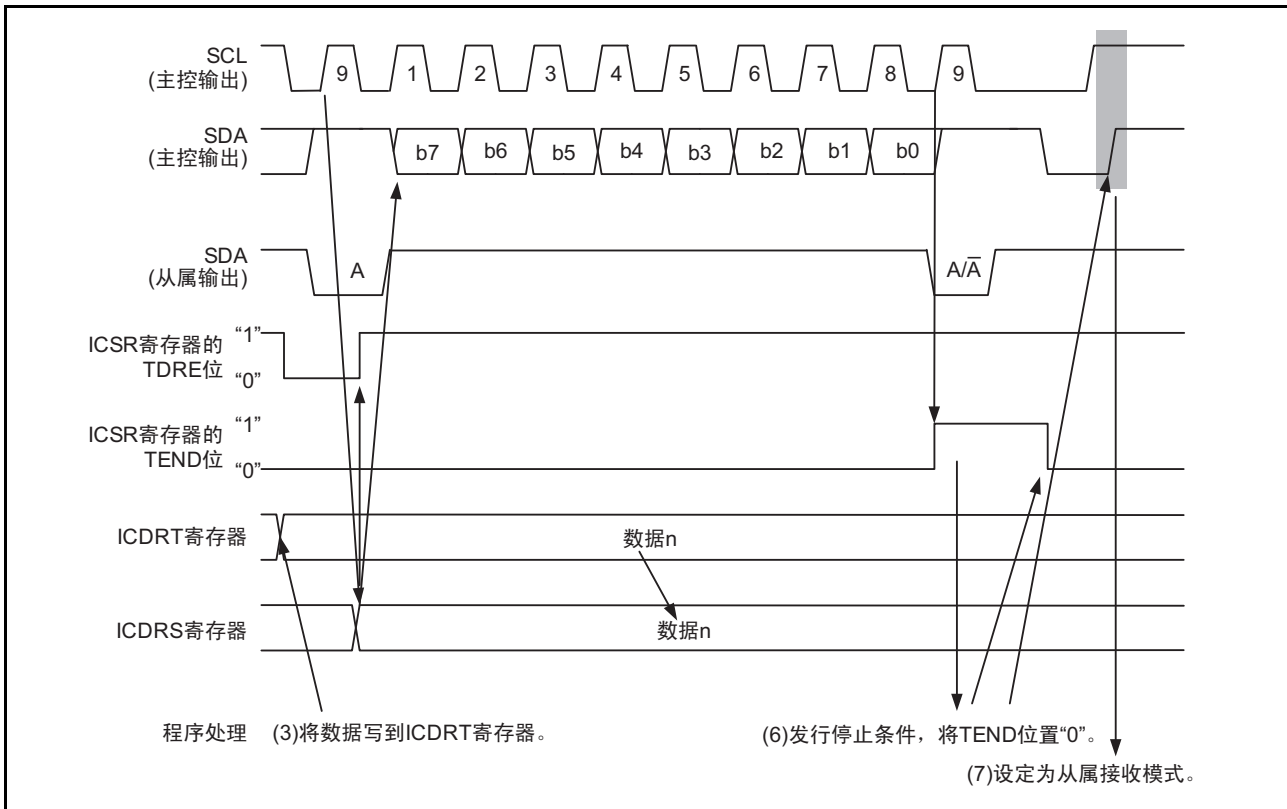 SCL
(主控输出)
9 1 2 3 4 5 6 7 8 9
SDA
(主控输出)
b7 b6 b5 b4 b3 b2 b1 b0
SDA
(从属输出)
A A/A̅
ICSR寄存器的
TDRE位
“1”
“0”
ICSR寄存器的
TEND位
“1”
“0”
ICDRT寄存器
数据n
ICDRS寄存器
数据n
程序处理 (3)将数据写到ICDRT寄存器。
(6)发行停止条件，将TEND位置“0”。
(7)设定为从属接收模式。